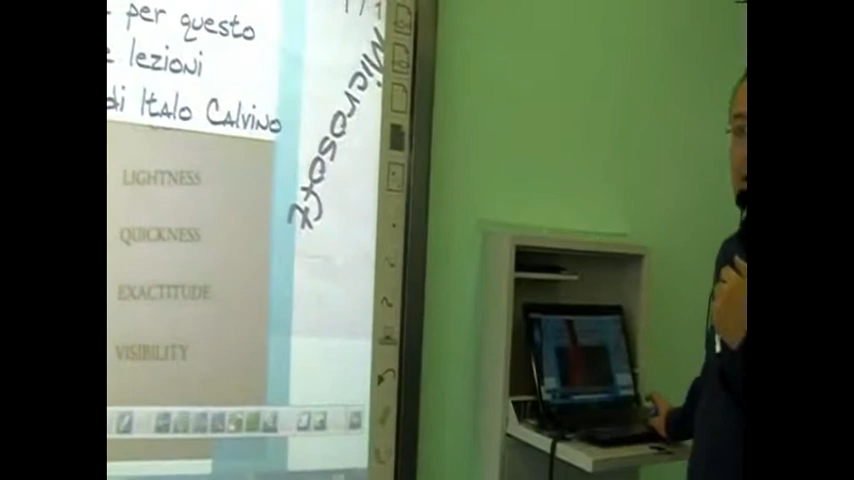 per questo
lezioni
di Italo Calvino
Microsoft
LIGHTNESS
QUICKNESS
EXACTITUDE
VISIBILITY